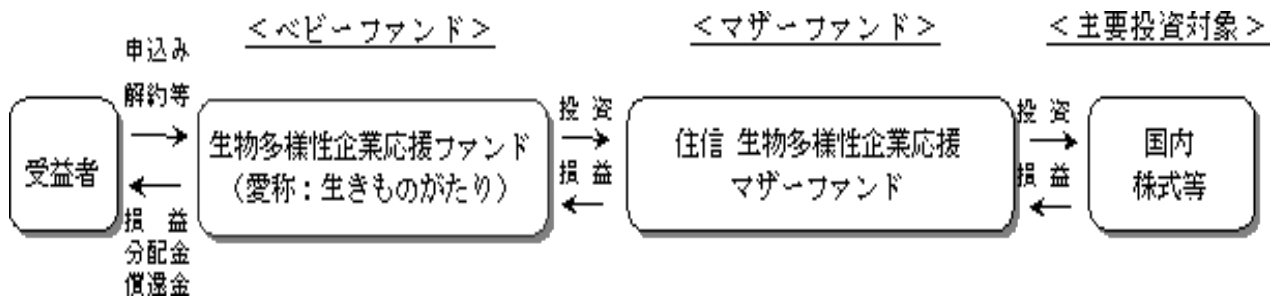 ＜ベビーファンド＞
＜マザーファンド＞
＜主要投資対象＞
申込み
解約等
受益者
損 益
分配金
償還金
生物多様性企業応援ファンド
（愛称：生きものがたり）
投 資
損 益
住信 生物多様性企業応援
マザーファンド
投 資
損 益
国内
株式等